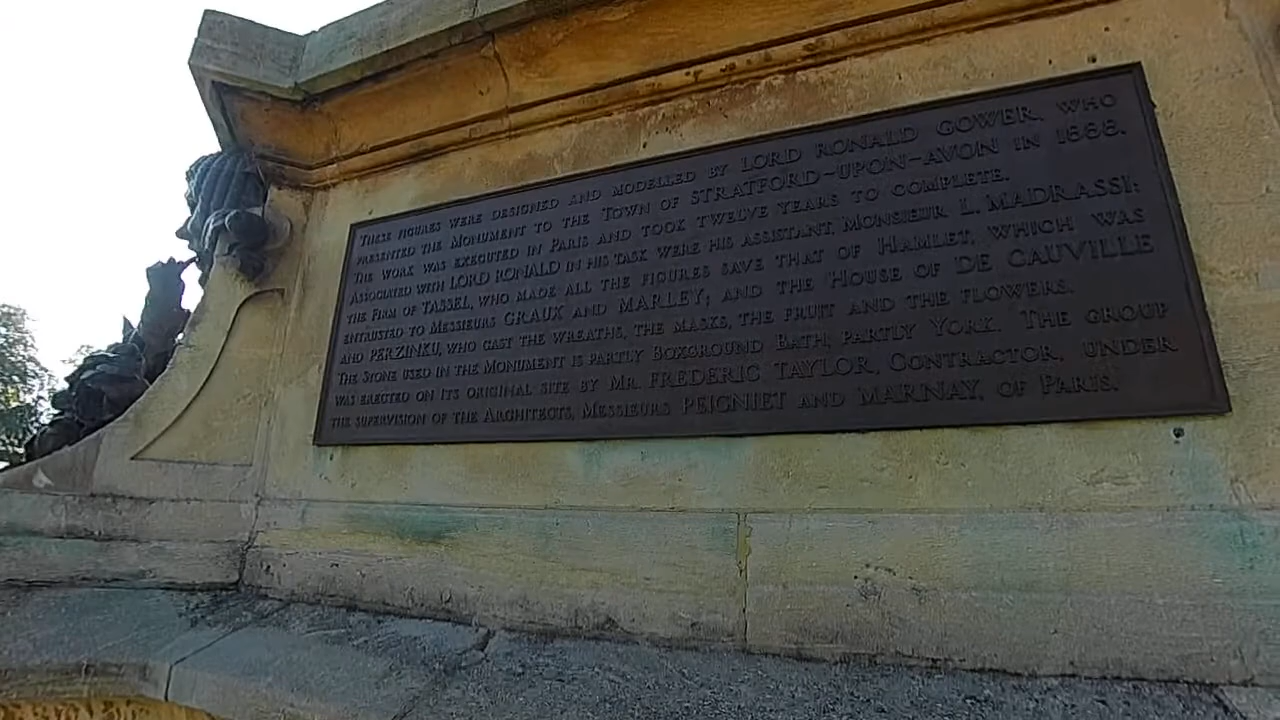 THESE FIGURES WERE DESIGNED AND MODELLED BY LORD RONALD GOWER, WHO
PRESENTED THE MONUMENT TO THE TOWN OF STRATFORD-UPON-AVON IN 1888.
THE WORK WAS EXECUTED IN PARIS AND TOOK TWELVE YEARS TO COMPLETE.
ASSOCIATED WITH LORD RONALD IN HIS TASK WERE HIS ASSISTANT, MONSIEUR L. MADRASSI:
THE FIRM OF TASSEL, WHO MADE ALL THE FIGURES SAVE THAT OF HAMLET, WHICH WAS
ENTRUSTED TO MESSIEURS GRAUX AND MARLEY; AND THE HOUSE OF DE CAUVILLE
AND PERZINKU, WHO CAST THE WREATHS, THE MASKS, THE FRUIT AND THE FLOWERS.
THE STONE USED IN THE MONUMENT IS PARTLY BOXGROUND BATH, PARTLY YORK. THE GROUP
WAS ERECTED ON ITS ORIGINAL SITE BY MR. FREDERIC TAYLOR, CONTRACTOR, UNDER
THE SUPERVISION OF THE ARCHITECTS, MESSIEURS PEIGNIET AND MARNAY, OF PARIS.